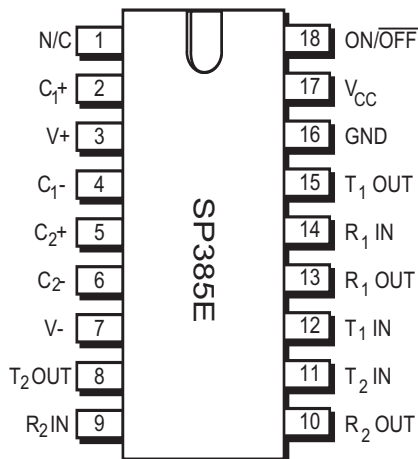 N/C 1 18 ON/OFF
C1+ 2 17 VCC
V+ 3 16 GND
C1- 4 15 T1 OUT
C2+ 5 14 R1 IN
C2- 6 13 R1 OUT
V- 7 12 T1 IN
T2OUT 8 11 T2 IN
R2IN 9 10 R2 OUT
SP385E